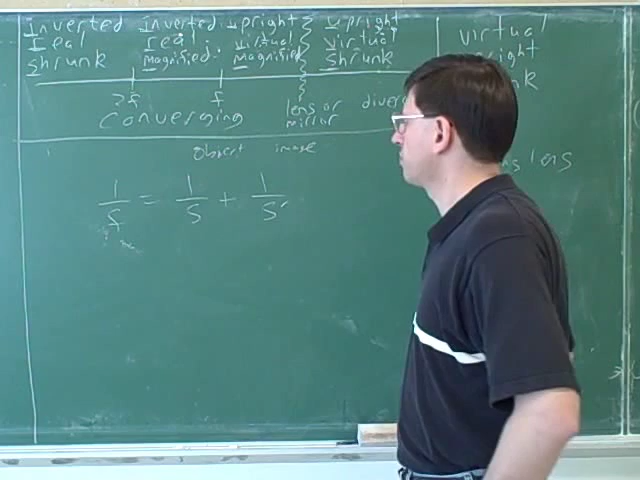 Inverted Inverted upright upright virtual
real real virtual virtual
shrunk magnified magnified shrunk
2f f lens or
Converging mirror
object image
1/f = 1/s + 1/s'
lens